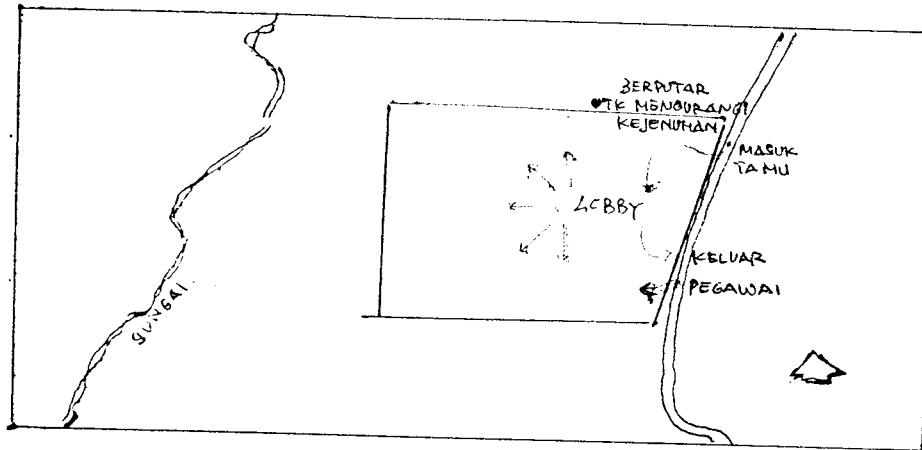 BERPUTAR
TK MENGURANGI
KEJENUHAN
MASUK
TAMU
LOBBY
KELUAR
PEGAWAI
SUNGAI